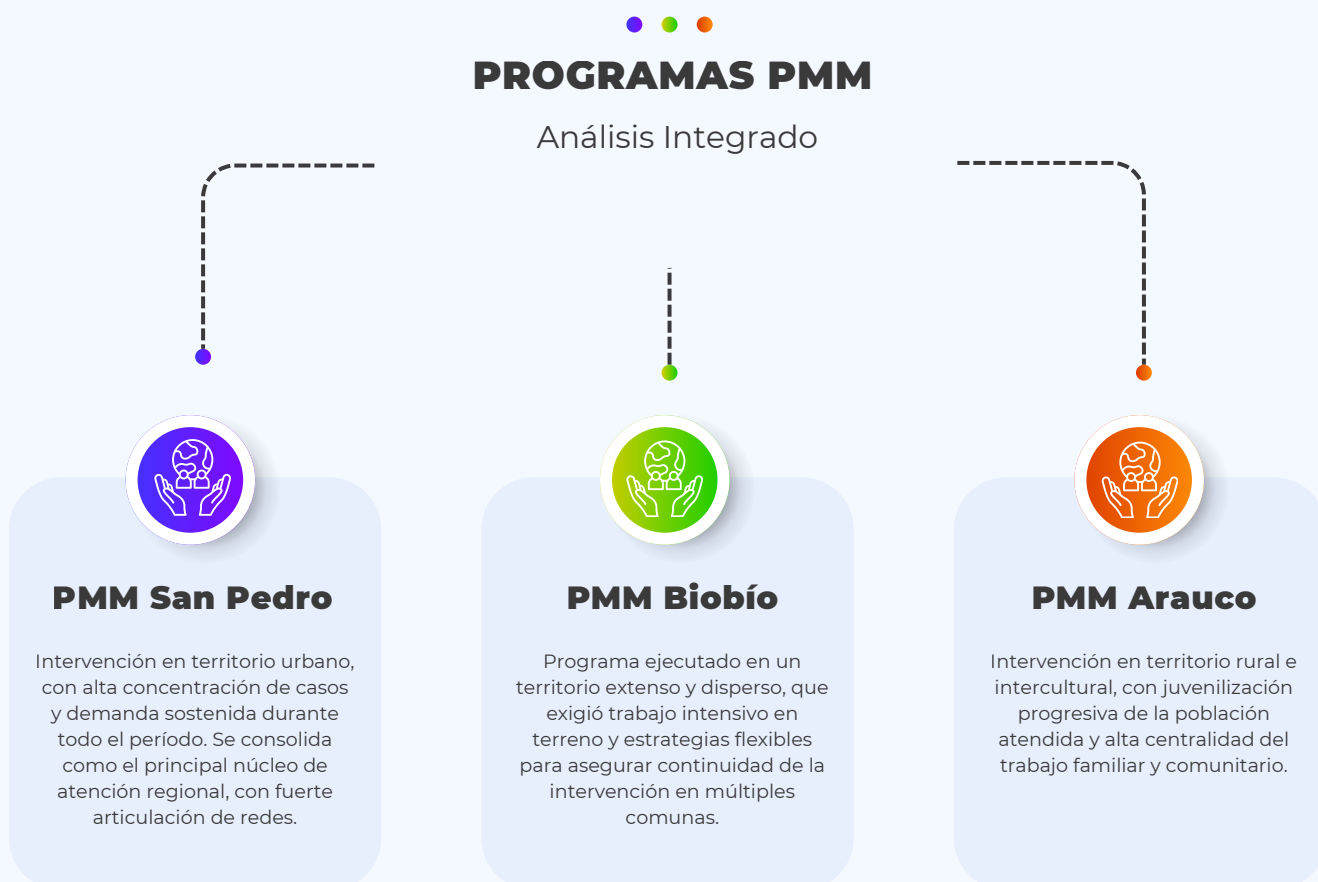 PROGRAMAS PMM
Análisis Integrado
PMM San Pedro
Intervención en territorio urbano,
con alta concentración de casos
y demanda sostenida durante
todo el período. Se consolida
como el principal núcleo de
atención regional, con fuerte
articulación de redes.
PMM Biobío
Programa ejecutado en un
territorio extenso y disperso, que
exigió trabajo intensivo en
terreno y estrategias flexibles
para asegurar continuidad de la
intervención en múltiples
comunas.
PMM Arauco
Intervención en territorio rural e
intercultural, con juvenilización
progresiva de la población
atendida y alta centralidad del
trabajo familiar y comunitario.